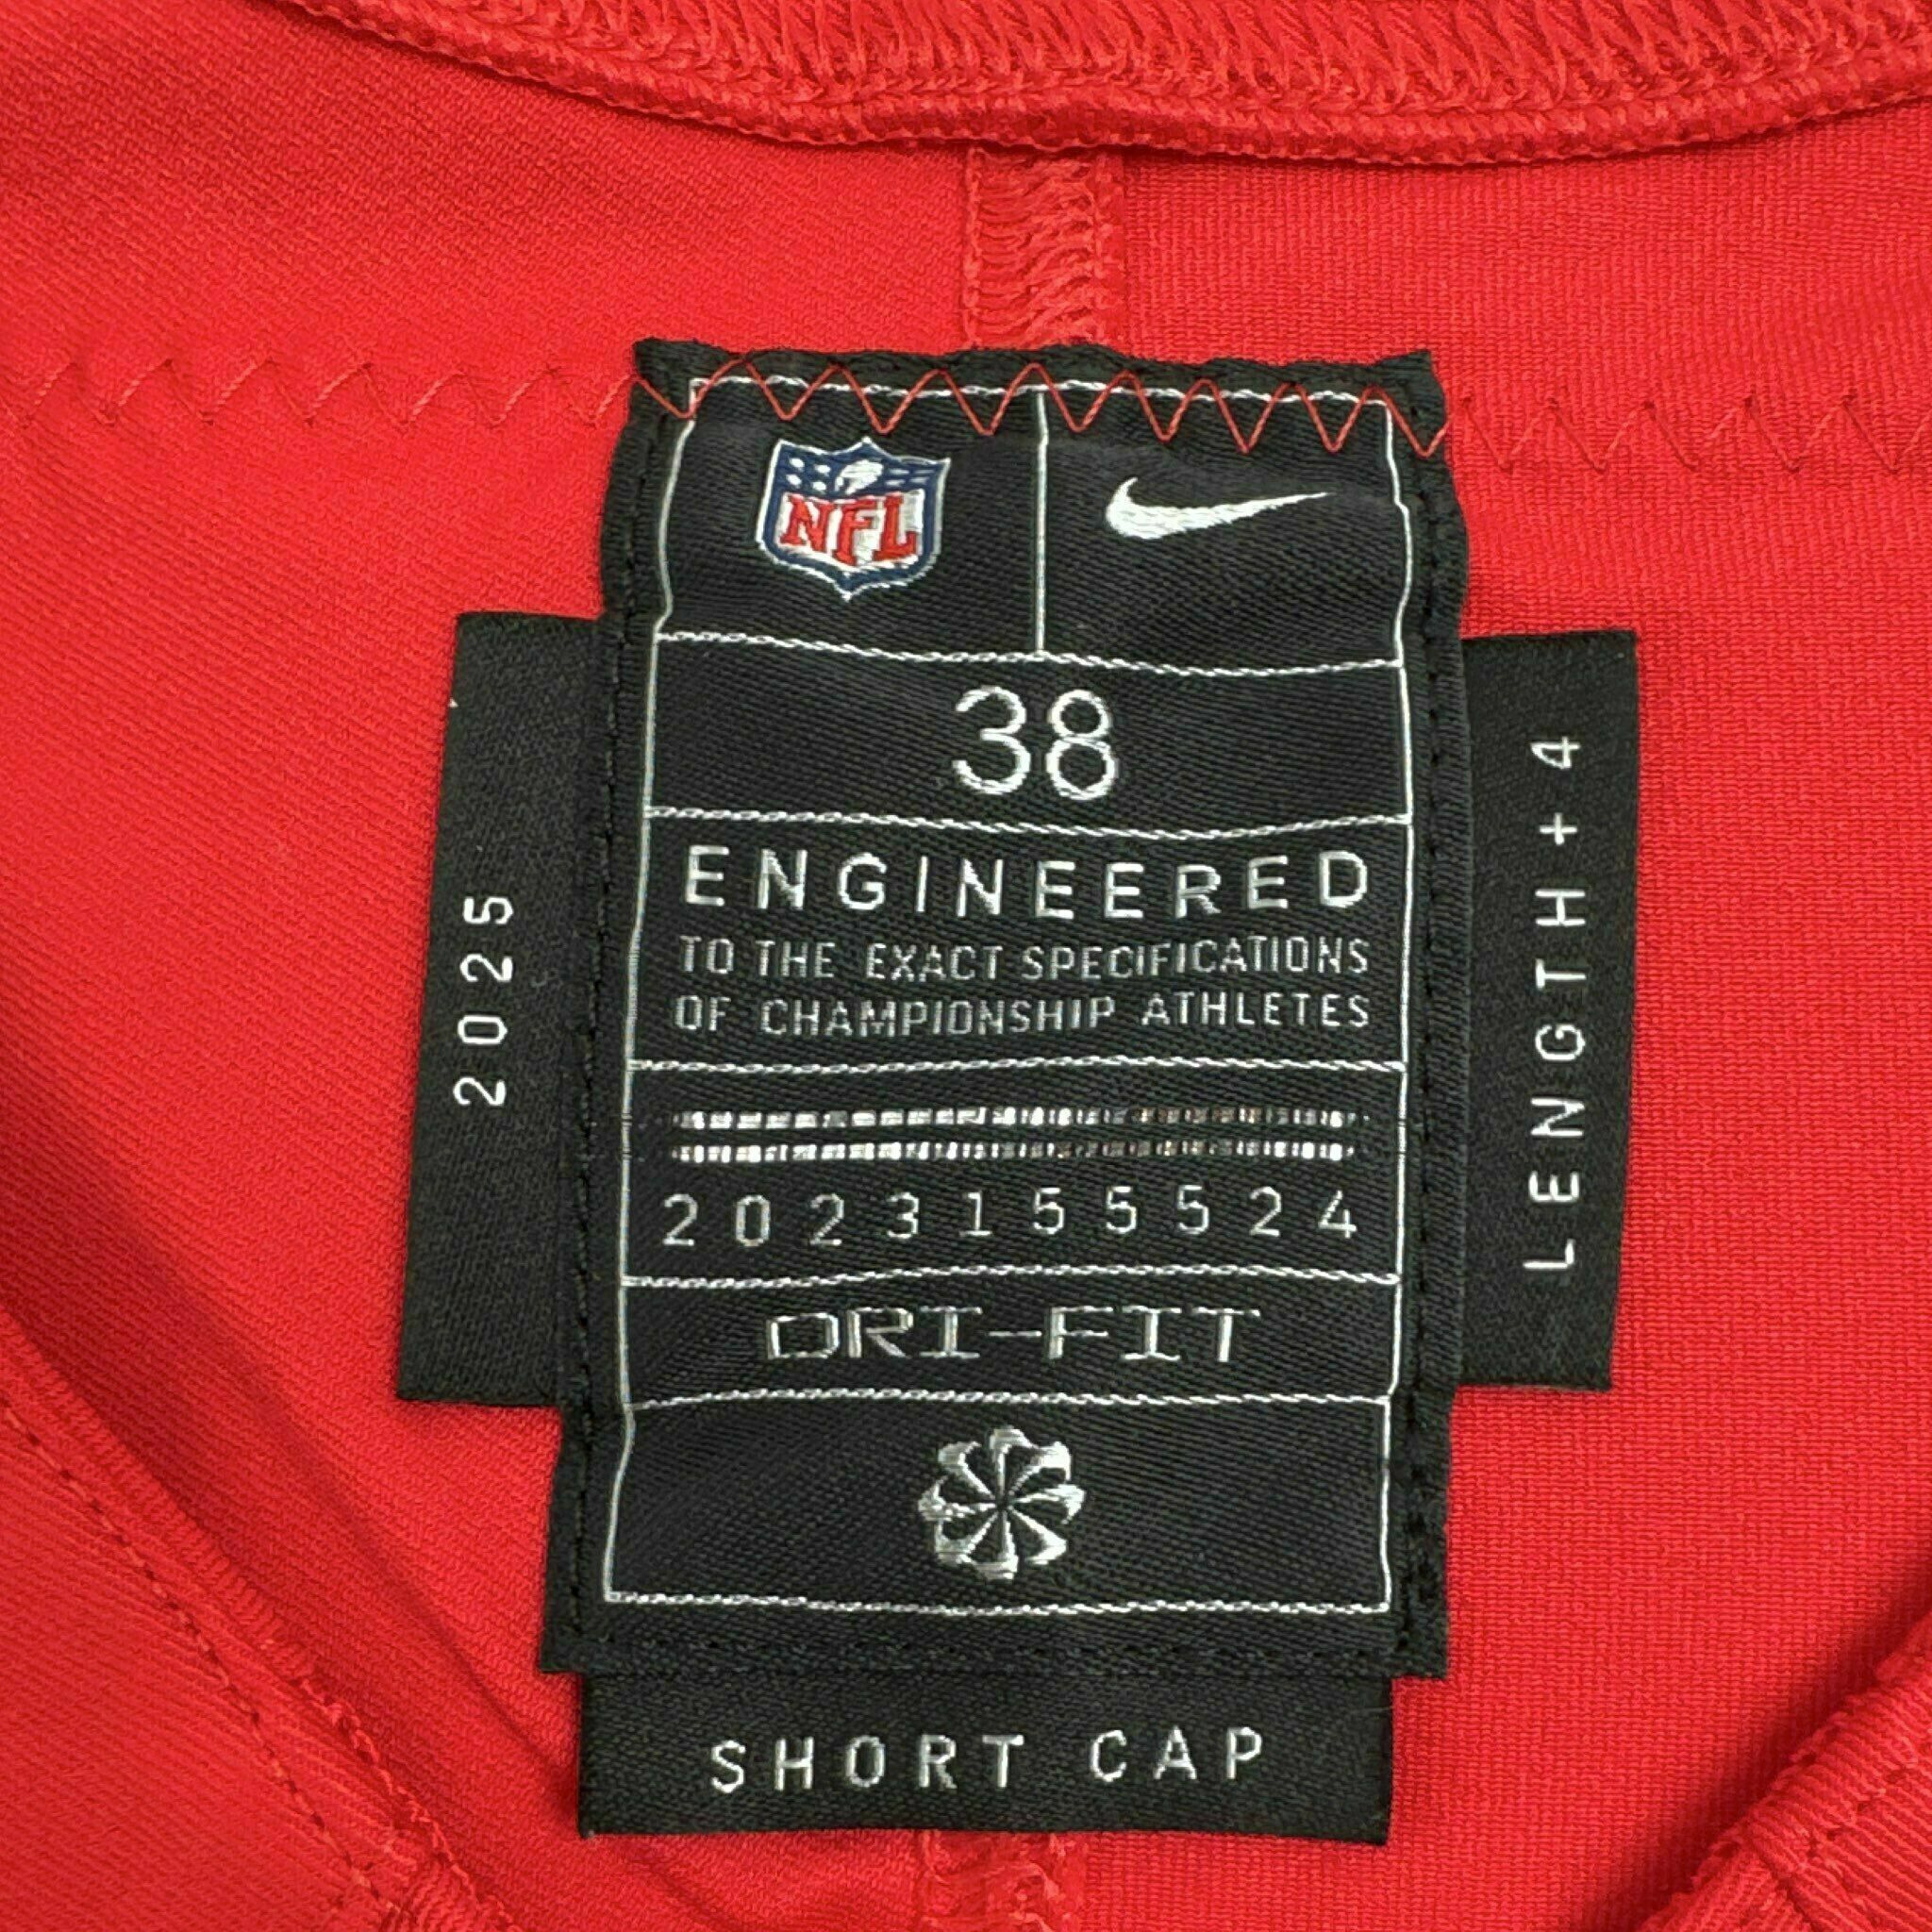 NFL
38
ENGINEERED
TO THE EXACT SPECIFICATIONS
OF CHAMPIONSHIP ATHLETES
2023155524
DRI-FIT
SHORT CAP
2025
LENGTH+4